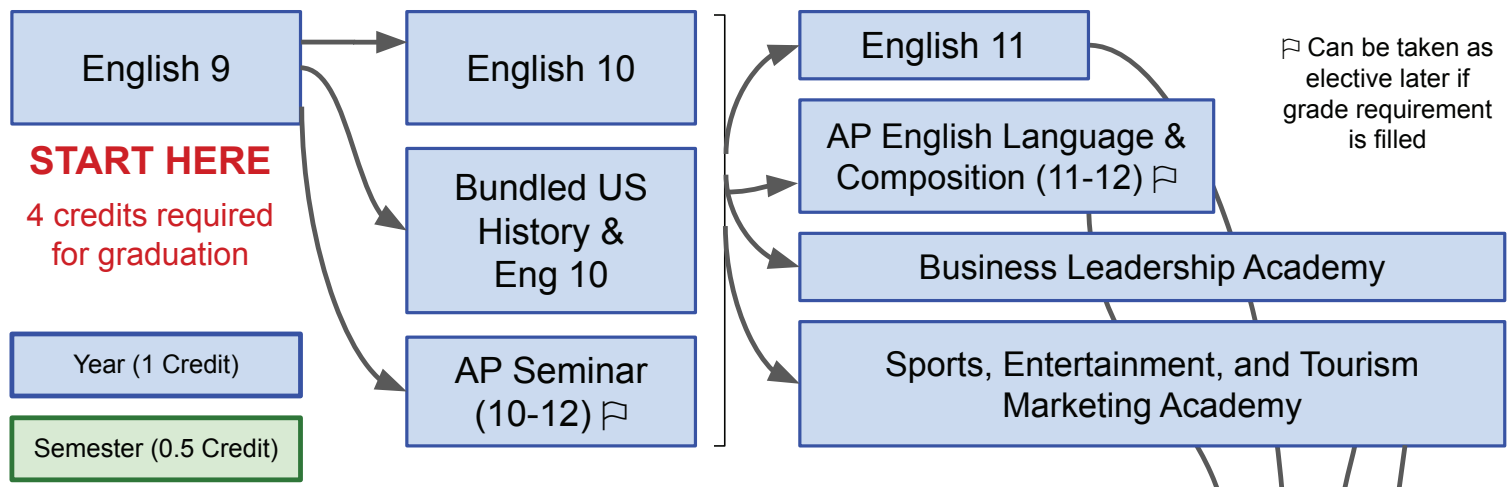 English 9
START HERE
4 credits required
for graduation
Year (1 Credit)
Semester (0.5 Credit)
English 10
Bundled US
History &
Eng 10
AP Seminar
(10-12) ⚐
English 11
AP English Language &
Composition (11-12) ⚐
Business Leadership Academy
Sports, Entertainment, and Tourism
Marketing Academy
⚐ Can be taken as
elective later if
grade requirement
is filled